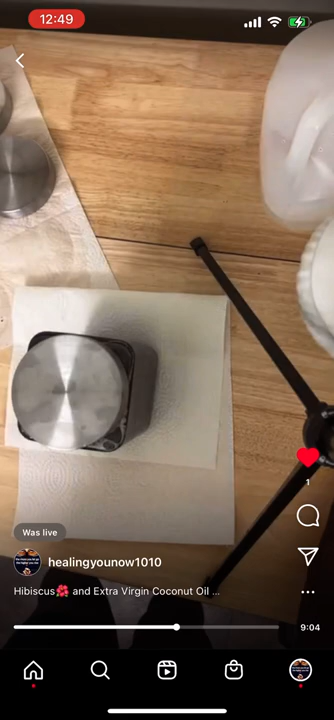 12:49
Was live
healingyounow1010
Hibiscus🌺 and Extra Virgin Coconut Oil ...
1
9:04